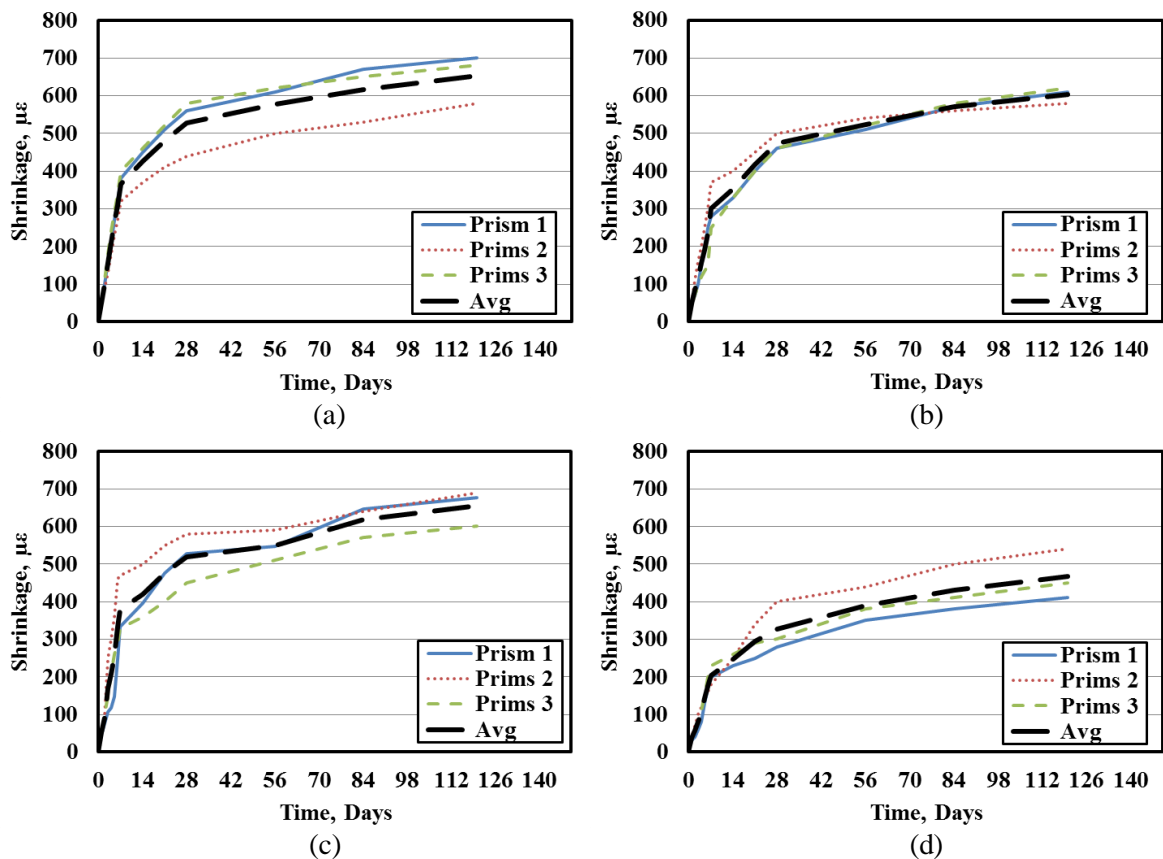 800
700
600
500
400
300
200
100
0
Shrinkage, με
0 14 28 42 56 70 84 98 112 126 140
Time, Days
Prism 1
Prims 2
Prims 3
Avg
(a)
800
700
600
500
400
300
200
100
0
Shrinkage, με
0 14 28 42 56 70 84 98 112 126 140
Time, Days
Prism 1
Prims 2
Prims 3
Avg
(b)
800
700
600
500
400
300
200
100
0
Shrinkage, με
0 14 28 42 56 70 84 98 112 126 140
Time, Days
Prism 1
Prims 2
Prims 3
Avg
(c)
800
700
600
500
400
300
200
100
0
Shrinkage, με
0 14 28 42 56 70 84 98 112 126 140
Time, Days
Prism 1
Prims 2
Prims 3
Avg
(d)